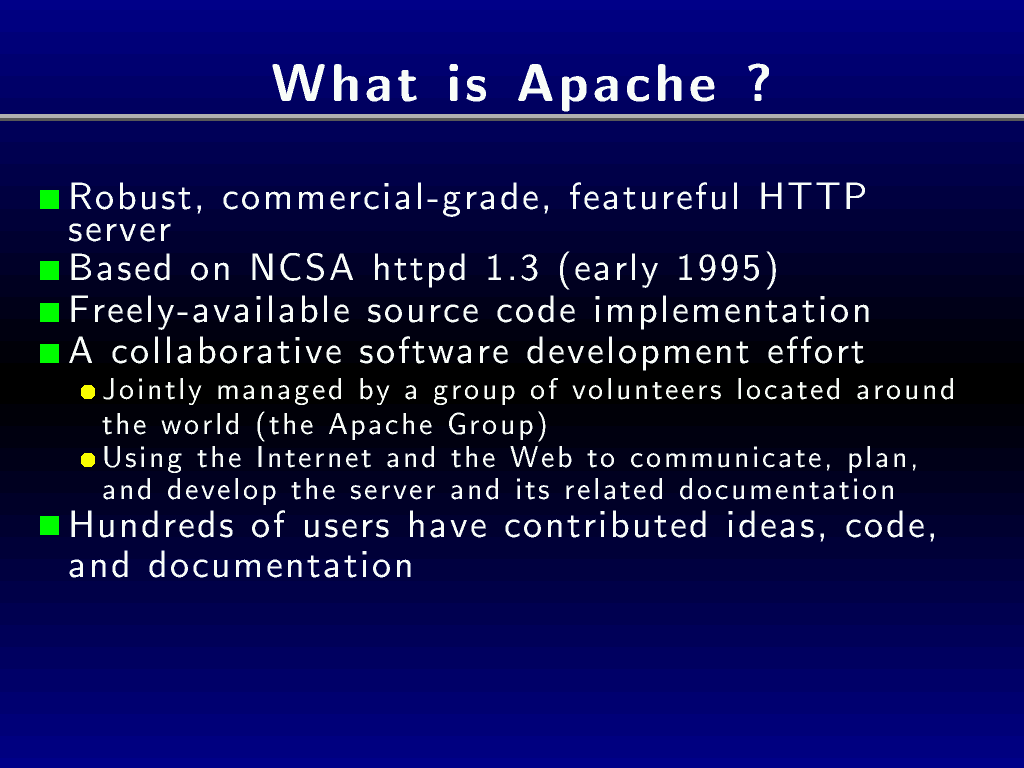 What is Apache ?
Robust, commercial-grade, featureful HTTP
server
Based on NCSA httpd 1.3 (early 1995)
Freely-available source code implementation
A collaborative software development effort
Jointly managed by a group of volunteers located around
the world (the Apache Group)
Using the Internet and the Web to communicate, plan,
and develop the server and its related documentation
Hundreds of users have contributed ideas, code,
and documentation